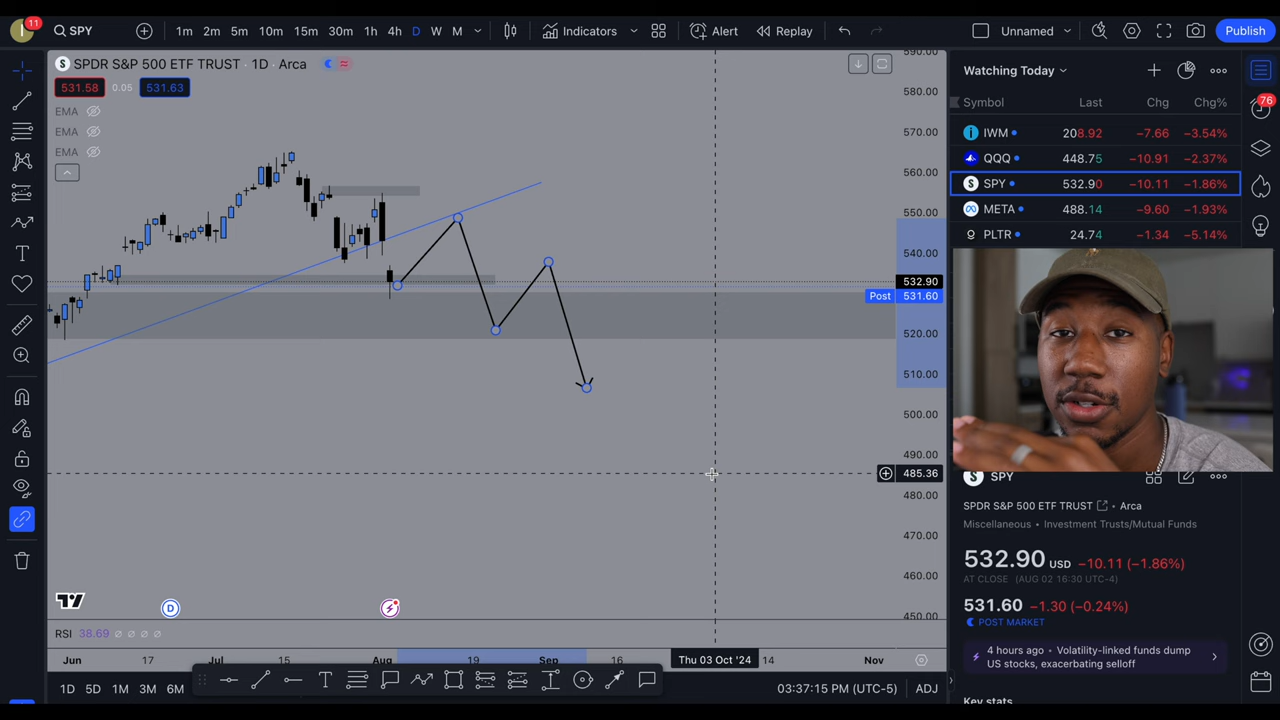 I 11 SPY 1m 2m 5m 10m 15m 30m 1h 4h D W M Indicators Alert Replay Unnamed Publish
S SPDR S&P 500 ETF TRUST · 1D · Arca
531.58 0.05 531.63
EMA
EMA
EMA
590.00
580.00
570.00
560.00
550.00
540.00
532.90
Post 531.60
520.00
510.00
500.00
490.00
485.36
480.00
470.00
460.00
450.00
D
RSI 38.69 ∅ ∅ ∅ ∅
Jun 17 Jul 15 Aug 19 Sep 16 Thu 03 Oct '24 14 Nov
1D 5D 1M 3M 6M T 03:37:15 PM (UTC-5) ADJ
Watching Today
76
Symbol Last Chg Chg%
IWM 208.92 −7.66 −3.54%
QQQ 448.75 −10.91 −2.37%
S SPY 532.90 −10.11 −1.86%
META 488.14 −9.60 −1.93%
PLTR 24.74 −1.34 −5.14%
S SPY
SPDR S&P 500 ETF TRUST • Arca
Miscellaneous • Investment Trusts/Mutual Funds
532.90 USD −10.11 (−1.86%)
AT CLOSE (AUG 02 16:30 UTC-4)
531.60 −1.30 (−0.24%)
POST MARKET
4 hours ago • Volatility-linked funds dump
US stocks, exacerbating selloff
Key stats